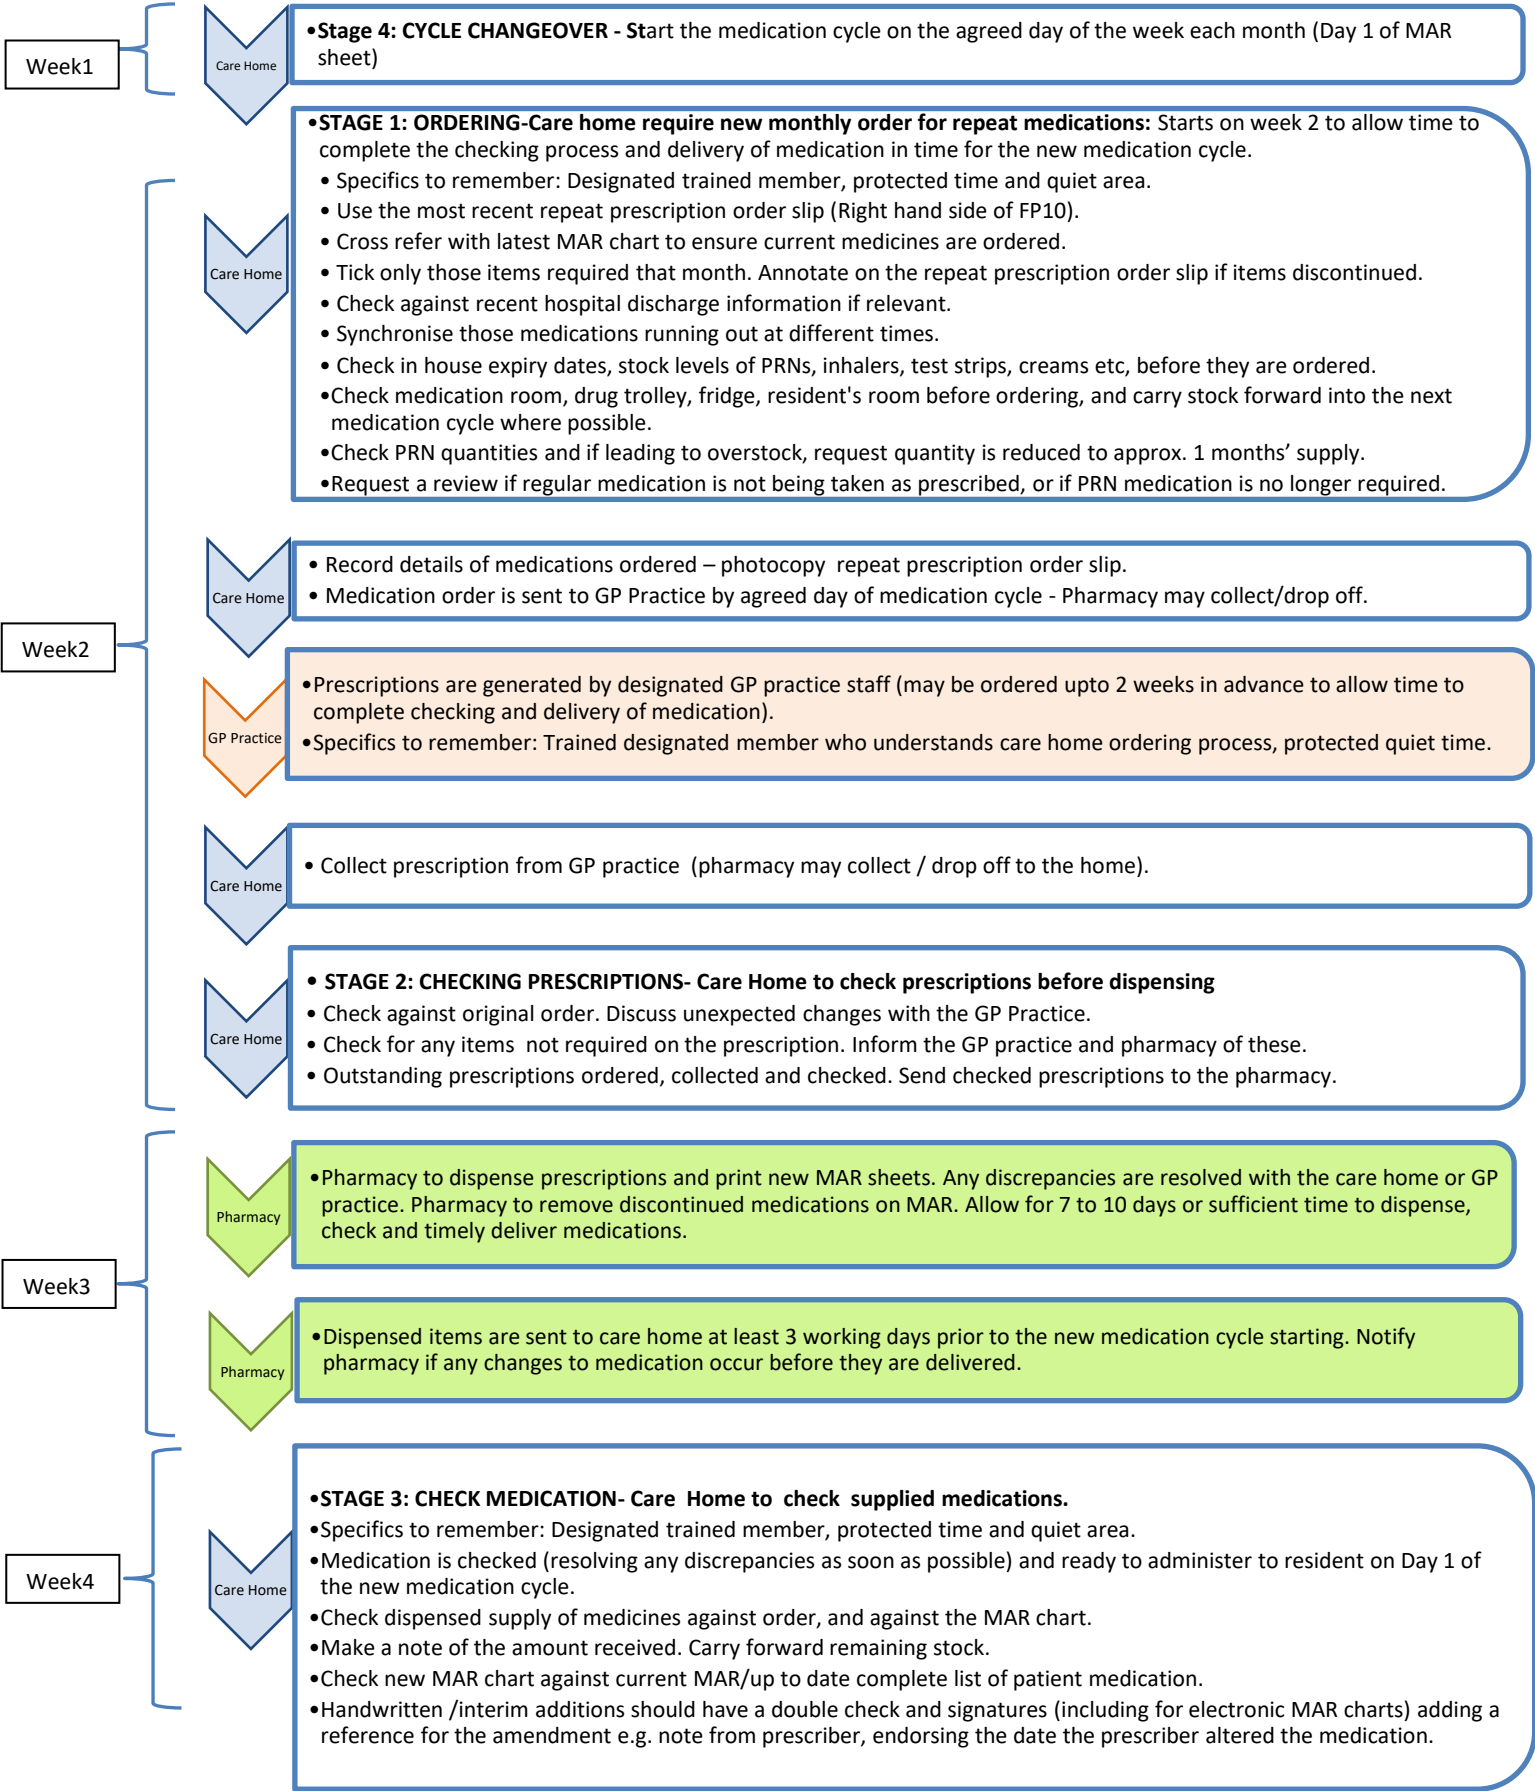 Week1
Care Home
•Stage 4: CYCLE CHANGEOVER - Start the medication cycle on the agreed day of the week each month (Day 1 of MAR
sheet)
Week2
Care Home
•STAGE 1: ORDERING-Care home require new monthly order for repeat medications: Starts on week 2 to allow time to
complete the checking process and delivery of medication in time for the new medication cycle.
• Specifics to remember: Designated trained member, protected time and quiet area.
• Use the most recent repeat prescription order slip (Right hand side of FP10).
• Cross refer with latest MAR chart to ensure current medicines are ordered.
• Tick only those items required that month. Annotate on the repeat prescription order slip if items discontinued.
• Check against recent hospital discharge information if relevant.
• Synchronise those medications running out at different times.
• Check in house expiry dates, stock levels of PRNs, inhalers, test strips, creams etc, before they are ordered.
•Check medication room, drug trolley, fridge, resident's room before ordering, and carry stock forward into the next
medication cycle where possible.
•Check PRN quantities and if leading to overstock, request quantity is reduced to approx. 1 months’ supply.
•Request a review if regular medication is not being taken as prescribed, or if PRN medication is no longer required.
Care Home
• Record details of medications ordered – photocopy repeat prescription order slip.
• Medication order is sent to GP Practice by agreed day of medication cycle - Pharmacy may collect/drop off.
GP Practice
•Prescriptions are generated by designated GP practice staff (may be ordered upto 2 weeks in advance to allow time to
complete checking and delivery of medication).
•Specifics to remember: Trained designated member who understands care home ordering process, protected quiet time.
Care Home
• Collect prescription from GP practice (pharmacy may collect / drop off to the home).
Care Home
• STAGE 2: CHECKING PRESCRIPTIONS- Care Home to check prescriptions before dispensing
• Check against original order. Discuss unexpected changes with the GP Practice.
• Check for any items not required on the prescription. Inform the GP practice and pharmacy of these.
• Outstanding prescriptions ordered, collected and checked. Send checked prescriptions to the pharmacy.
Week3
Pharmacy
•Pharmacy to dispense prescriptions and print new MAR sheets. Any discrepancies are resolved with the care home or GP
practice. Pharmacy to remove discontinued medications on MAR. Allow for 7 to 10 days or sufficient time to dispense,
check and timely deliver medications.
Pharmacy
•Dispensed items are sent to care home at least 3 working days prior to the new medication cycle starting. Notify
pharmacy if any changes to medication occur before they are delivered.
Week4
Care Home
•STAGE 3: CHECK MEDICATION- Care Home to check supplied medications.
•Specifics to remember: Designated trained member, protected time and quiet area.
•Medication is checked (resolving any discrepancies as soon as possible) and ready to administer to resident on Day 1 of
the new medication cycle.
•Check dispensed supply of medicines against order, and against the MAR chart.
•Make a note of the amount received. Carry forward remaining stock.
•Check new MAR chart against current MAR/up to date complete list of patient medication.
•Handwritten /interim additions should have a double check and signatures (including for electronic MAR charts) adding a
reference for the amendment e.g. note from prescriber, endorsing the date the prescriber altered the medication.